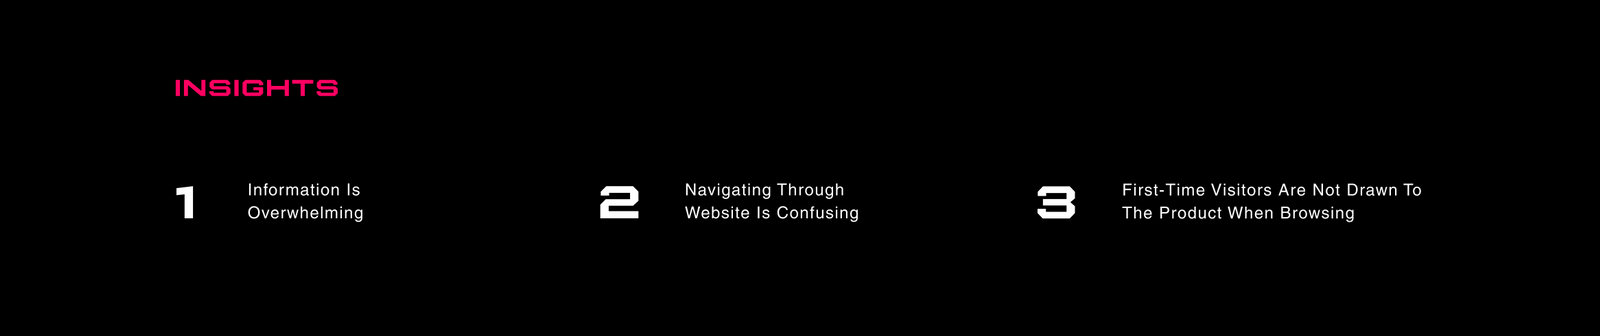 INSIGHTS
1
Information Is
Overwhelming
2
Navigating Through
Website Is Confusing
3
First-Time Visitors Are Not Drawn To
The Product When Browsing